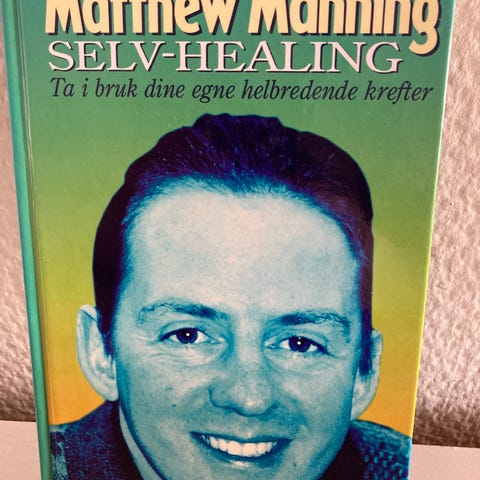 Matthew Manning
SELV-HEALING
Ta i bruk dine egne helbredende krefter